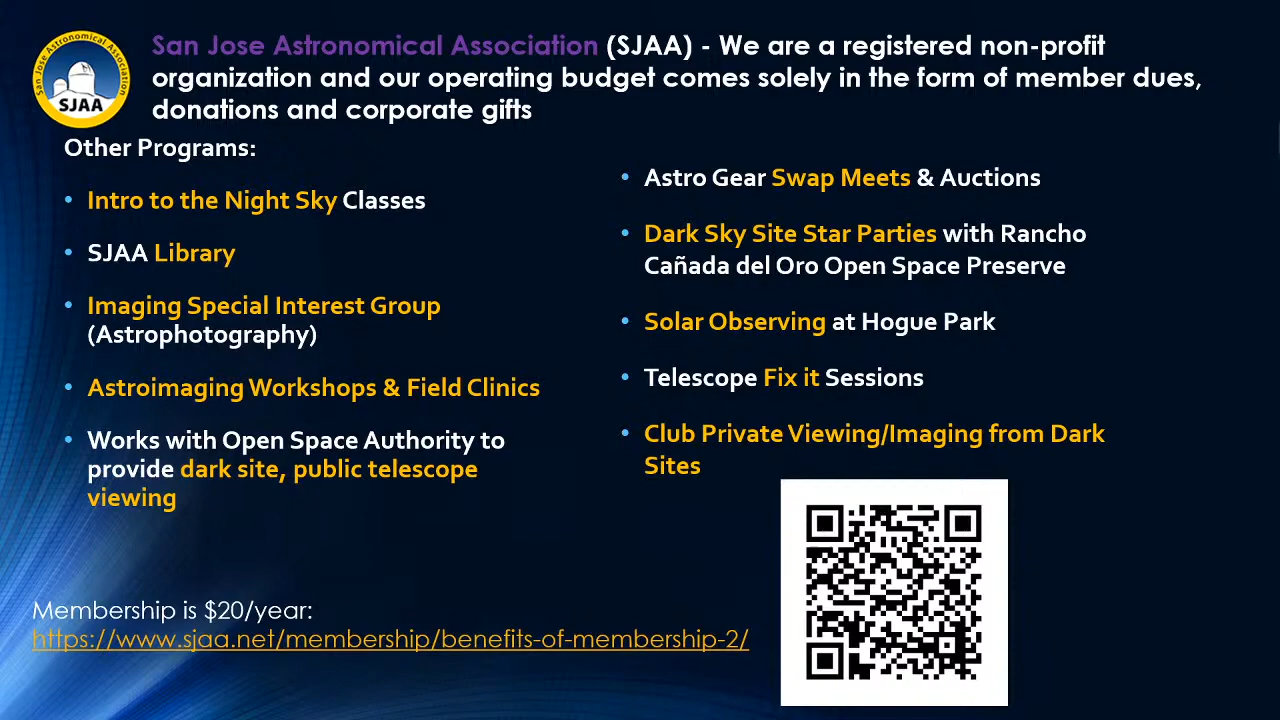 San Jose Astronomical Association
SJAA
San Jose Astronomical Association (SJAA) - We are a registered non-profit
organization and our operating budget comes solely in the form of member dues,
donations and corporate gifts
Other Programs:
• Intro to the Night Sky Classes
• SJAA Library
• Imaging Special Interest Group
(Astrophotography)
• Astroimaging Workshops & Field Clinics
• Works with Open Space Authority to
provide dark site, public telescope
viewing
• Astro Gear Swap Meets & Auctions
• Dark Sky Site Star Parties with Rancho
Cañada del Oro Open Space Preserve
• Solar Observing at Hogue Park
• Telescope Fix it Sessions
• Club Private Viewing/Imaging from Dark
Sites
Membership is $20/year:
https://www.sjaa.net/membership/benefits-of-membership-2/